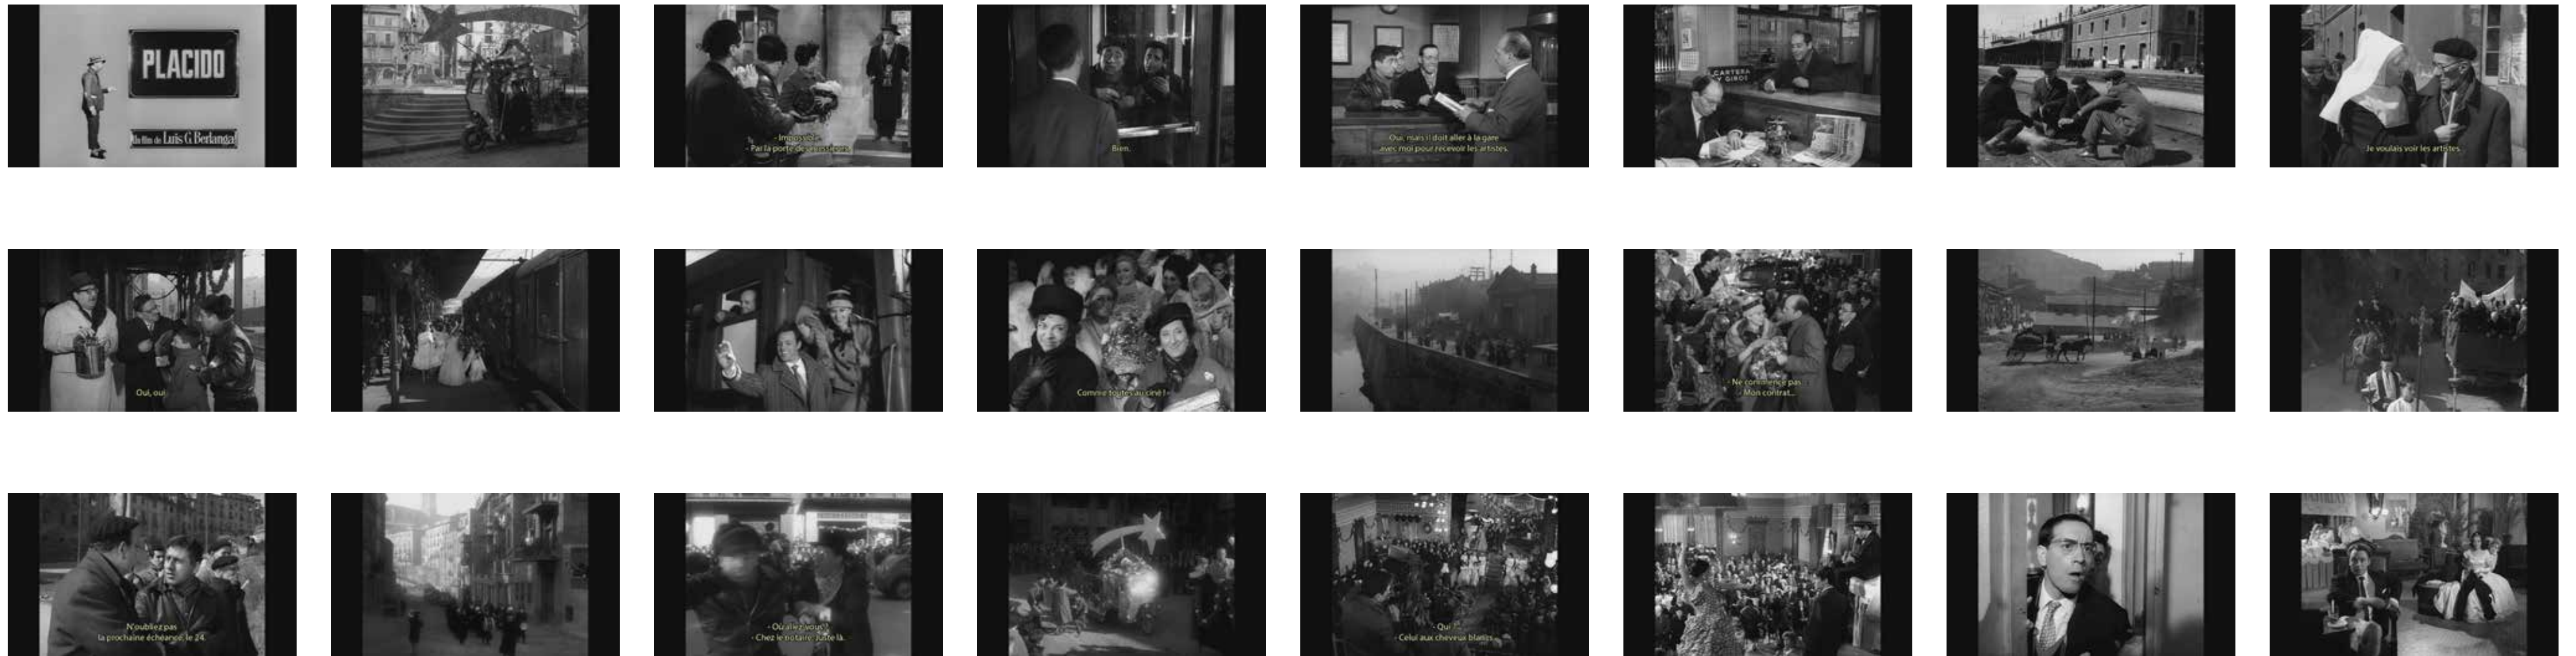 PLACIDO
Un film de Luis G. Berlanga
- Impossible.
- Par la porte de
Bien.
Oui, mais il doit aller à la gare
avec moi pour recevoir les artistes.
CARTERA
Y GIROS
Je voulais voir les artistes.
Oui, oui.
Comme toutes au ciné !
- Ne commence pas.
- Mon contrat...
N'oubliez pas
la prochaine échéance, le 24.
- Où allez-vous ?
- Chez le notaire, juste là.
- Qui ?
- Celui aux cheveux blancs.